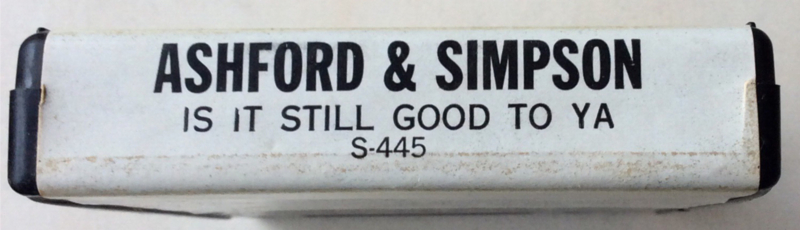 ASHFORD & SIMPSON
IS IT STILL GOOD TO YA
S-445